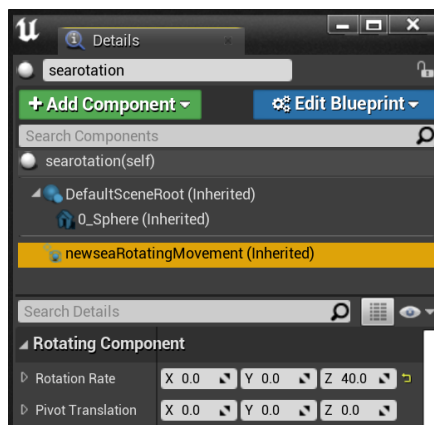 Details
searotation
+ Add Component Edit Blueprint
Search Components
searotation(self)
DefaultSceneRoot (Inherited)
0_Sphere (Inherited)
newseaRotatingMovement (Inherited)
Search Details
Rotating Component
Rotation Rate X 0.0 Y 0.0 Z 40.0
Pivot Translation X 0.0 Y 0.0 Z 0.0